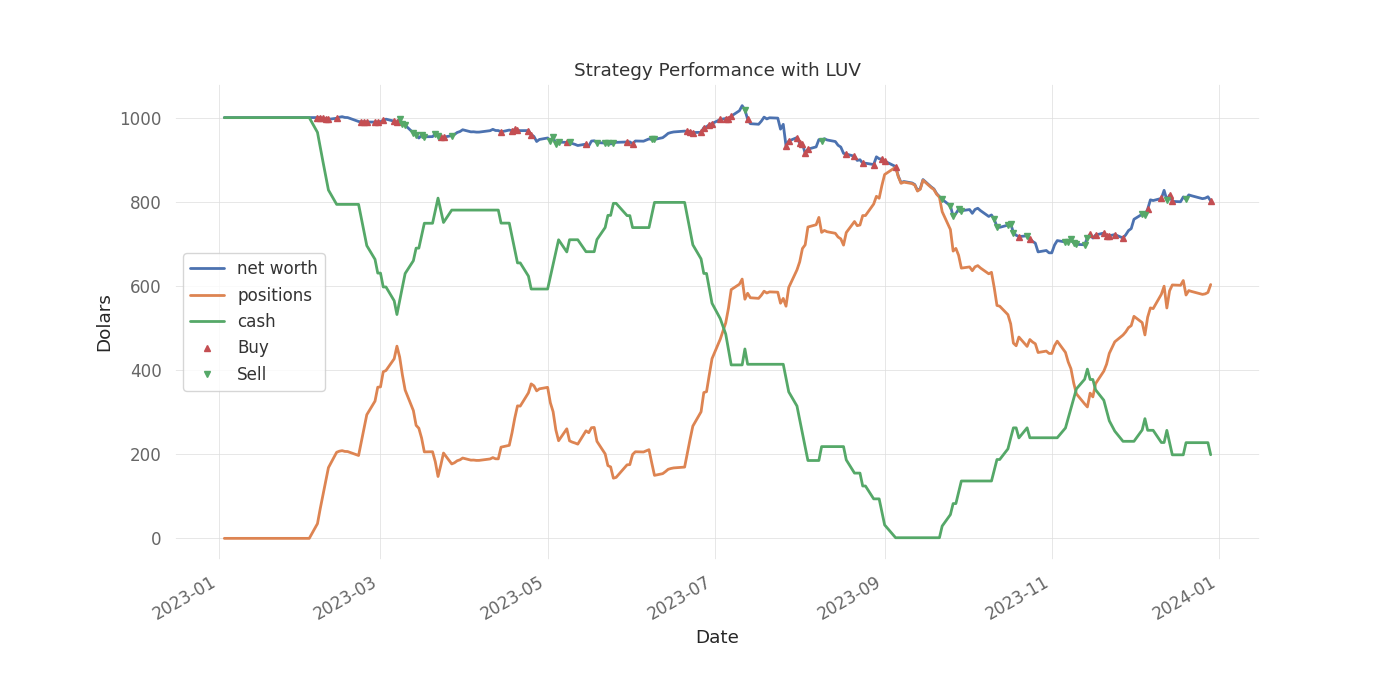 Strategy Performance with LUV
1000
800
600
400
200
0
Dolars
net worth
positions
cash
Buy
Sell
2023-01
2023-03
2023-05
2023-07
2023-09
2023-11
2024-01
Date